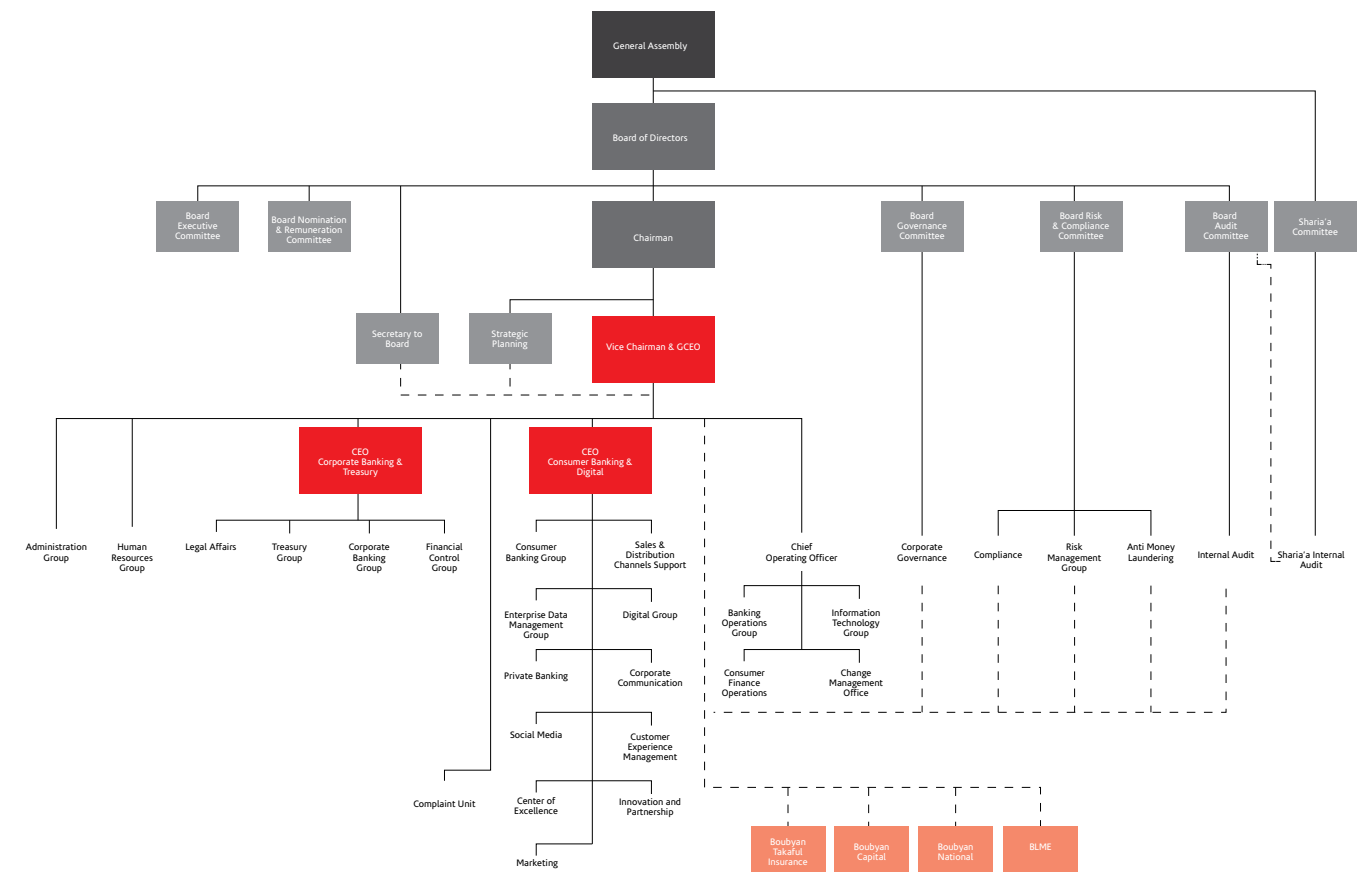 General Assembly
Board of Directors
Board
Executive
Committee
Board Nomination
& Remuneration
Committee
Chairman
Board
Governance
Committee
Board Risk
& Compliance
Committee
Board
Audit
Committee
Sharia'a
Committee
Secretary to
Board
Strategic
Planning
Vice Chairman & GCEO
CEO
Corporate Banking &
Treasury
CEO
Consumer Banking &
Digital
Administration
Group
Human
Resources
Group
Legal Affairs
Treasury
Group
Corporate
Banking
Group
Financial
Control
Group
Consumer
Banking Group
Sales &
Distribution
Channels Support
Chief
Operating Officer
Corporate
Governance
Compliance
Risk
Management
Group
Anti Money
Laundering
Internal Audit
Sharia'a Internal
Audit
Enterprise Data
Management
Group
Digital Group
Banking
Operations
Group
Information
Technology
Group
Private Banking
Corporate
Communication
Consumer
Finance
Operations
Change
Management
Office
Social Media
Customer
Experience
Management
Complaint Unit
Center of
Excellence
Innovation and
Partnership
Marketing
Boubyan
Takaful
Insurance
Boubyan
Capital
Boubyan
National
BLME